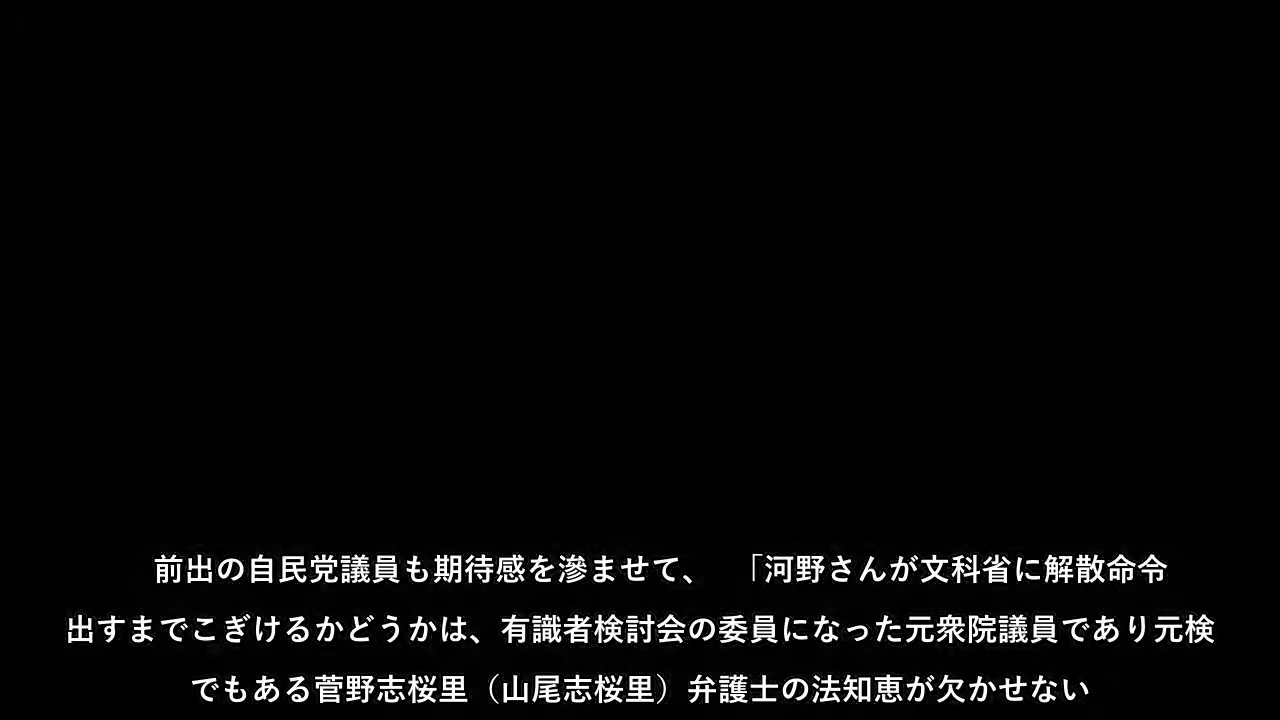 前出の自民党議員も期待感を滲ませて、 「河野さんが文科省に解散命令
出すまでこぎけるかどうかは、有識者検討会の委員になった元衆院議員であり元検
でもある菅野志桜里（山尾志桜里）弁護士の法知恵が欠かせない